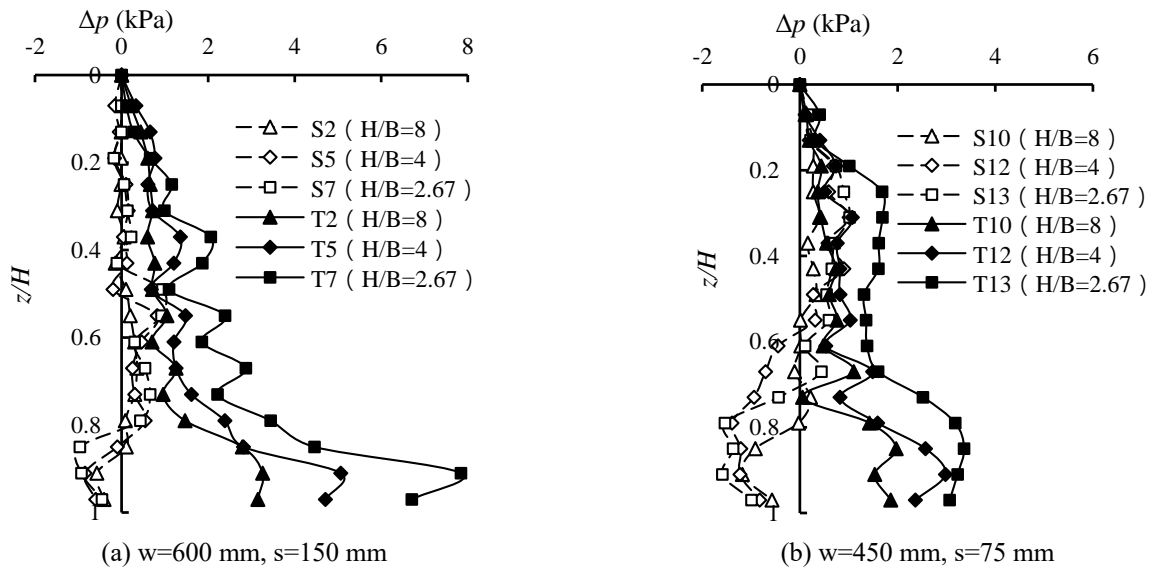 Δp (kPa)
-2 0 2 4 6 8
0
0.2
0.4
0.6
0.8
1
z/H
S2 ( H/B=8 )
S5 ( H/B=4 )
S7 ( H/B=2.67 )
T2 ( H/B=8 )
T5 ( H/B=4 )
T7 ( H/B=2.67 )
(a) w=600 mm, s=150 mm
Δp (kPa)
-2 0 2 4 6
0
0.2
0.4
0.6
0.8
1
z/H
S10 ( H/B=8 )
S12 ( H/B=4 )
S13 ( H/B=2.67 )
T10 ( H/B=8 )
T12 ( H/B=4 )
T13 ( H/B=2.67 )
(b) w=450 mm, s=75 mm